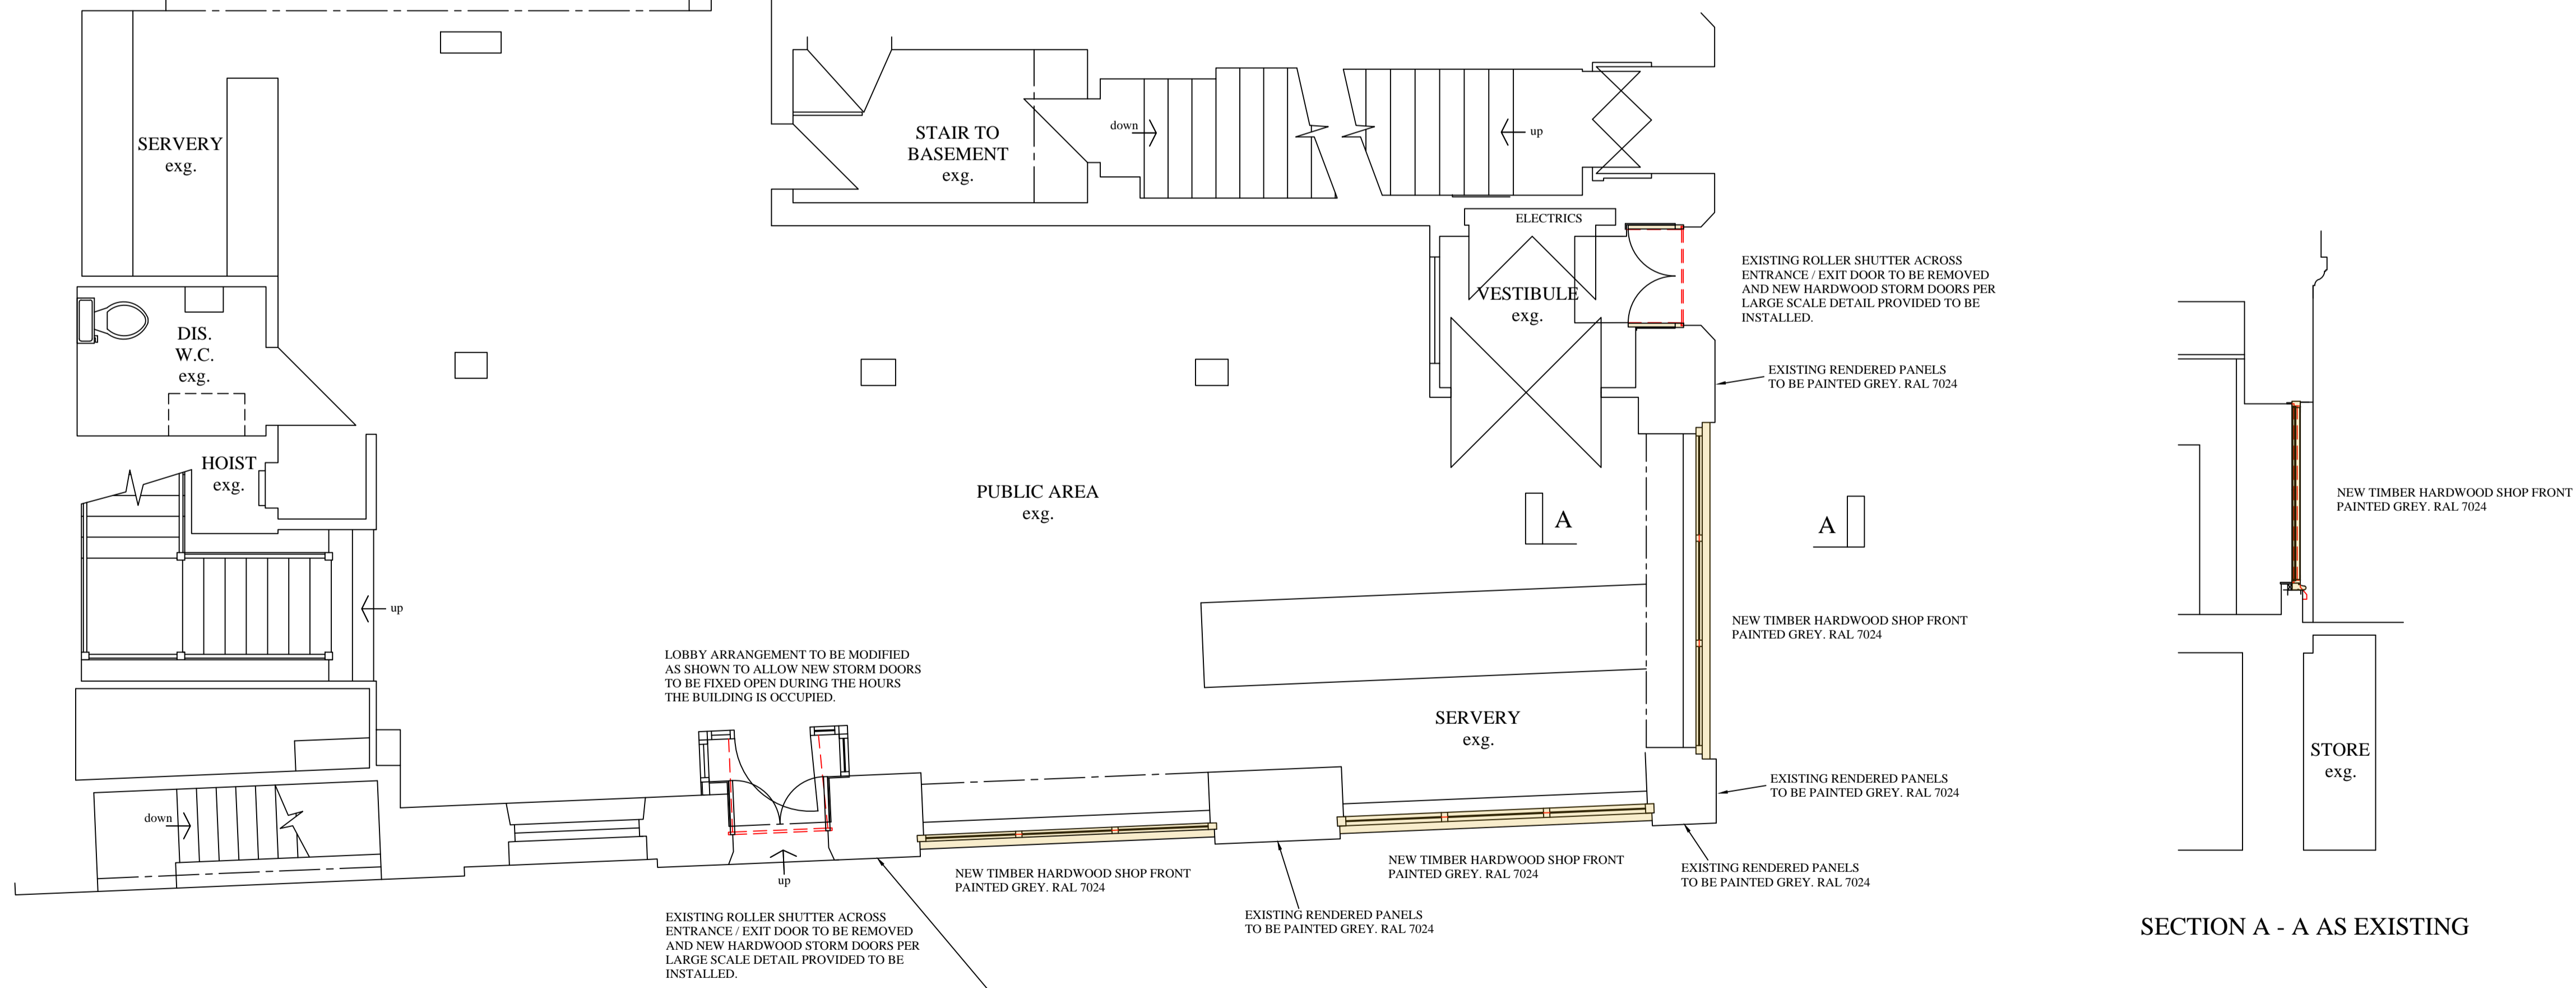 SERVERY
exg.
STAIR TO
BASEMENT
exg.
down
up
ELECTRICS
VESTIBULE
exg.
EXISTING ROLLER SHUTTER ACROSS
ENTRANCE / EXIT DOOR TO BE REMOVED
AND NEW HARDWOOD STORM DOORS PER
LARGE SCALE DETAIL PROVIDED TO BE
INSTALLED.
DIS.
W.C.
exg.
EXISTING RENDERED PANELS
TO BE PAINTED GREY. RAL 7024
HOIST
exg.
PUBLIC AREA
exg.
A
A
NEW TIMBER HARDWOOD SHOP FRONT
PAINTED GREY. RAL 7024
up
NEW TIMBER HARDWOOD SHOP FRONT
PAINTED GREY. RAL 7024
LOBBY ARRANGEMENT TO BE MODIFIED
AS SHOWN TO ALLOW NEW STORM DOORS
TO BE FIXED OPEN DURING THE HOURS
THE BUILDING IS OCCUPIED.
SERVERY
exg.
STORE
exg.
EXISTING RENDERED PANELS
TO BE PAINTED GREY. RAL 7024
down
up
NEW TIMBER HARDWOOD SHOP FRONT
PAINTED GREY. RAL 7024
NEW TIMBER HARDWOOD SHOP FRONT
PAINTED GREY. RAL 7024
EXISTING RENDERED PANELS
TO BE PAINTED GREY. RAL 7024
EXISTING ROLLER SHUTTER ACROSS
ENTRANCE / EXIT DOOR TO BE REMOVED
AND NEW HARDWOOD STORM DOORS PER
LARGE SCALE DETAIL PROVIDED TO BE
INSTALLED.
EXISTING RENDERED PANELS
TO BE PAINTED GREY. RAL 7024
SECTION A - A AS EXISTING